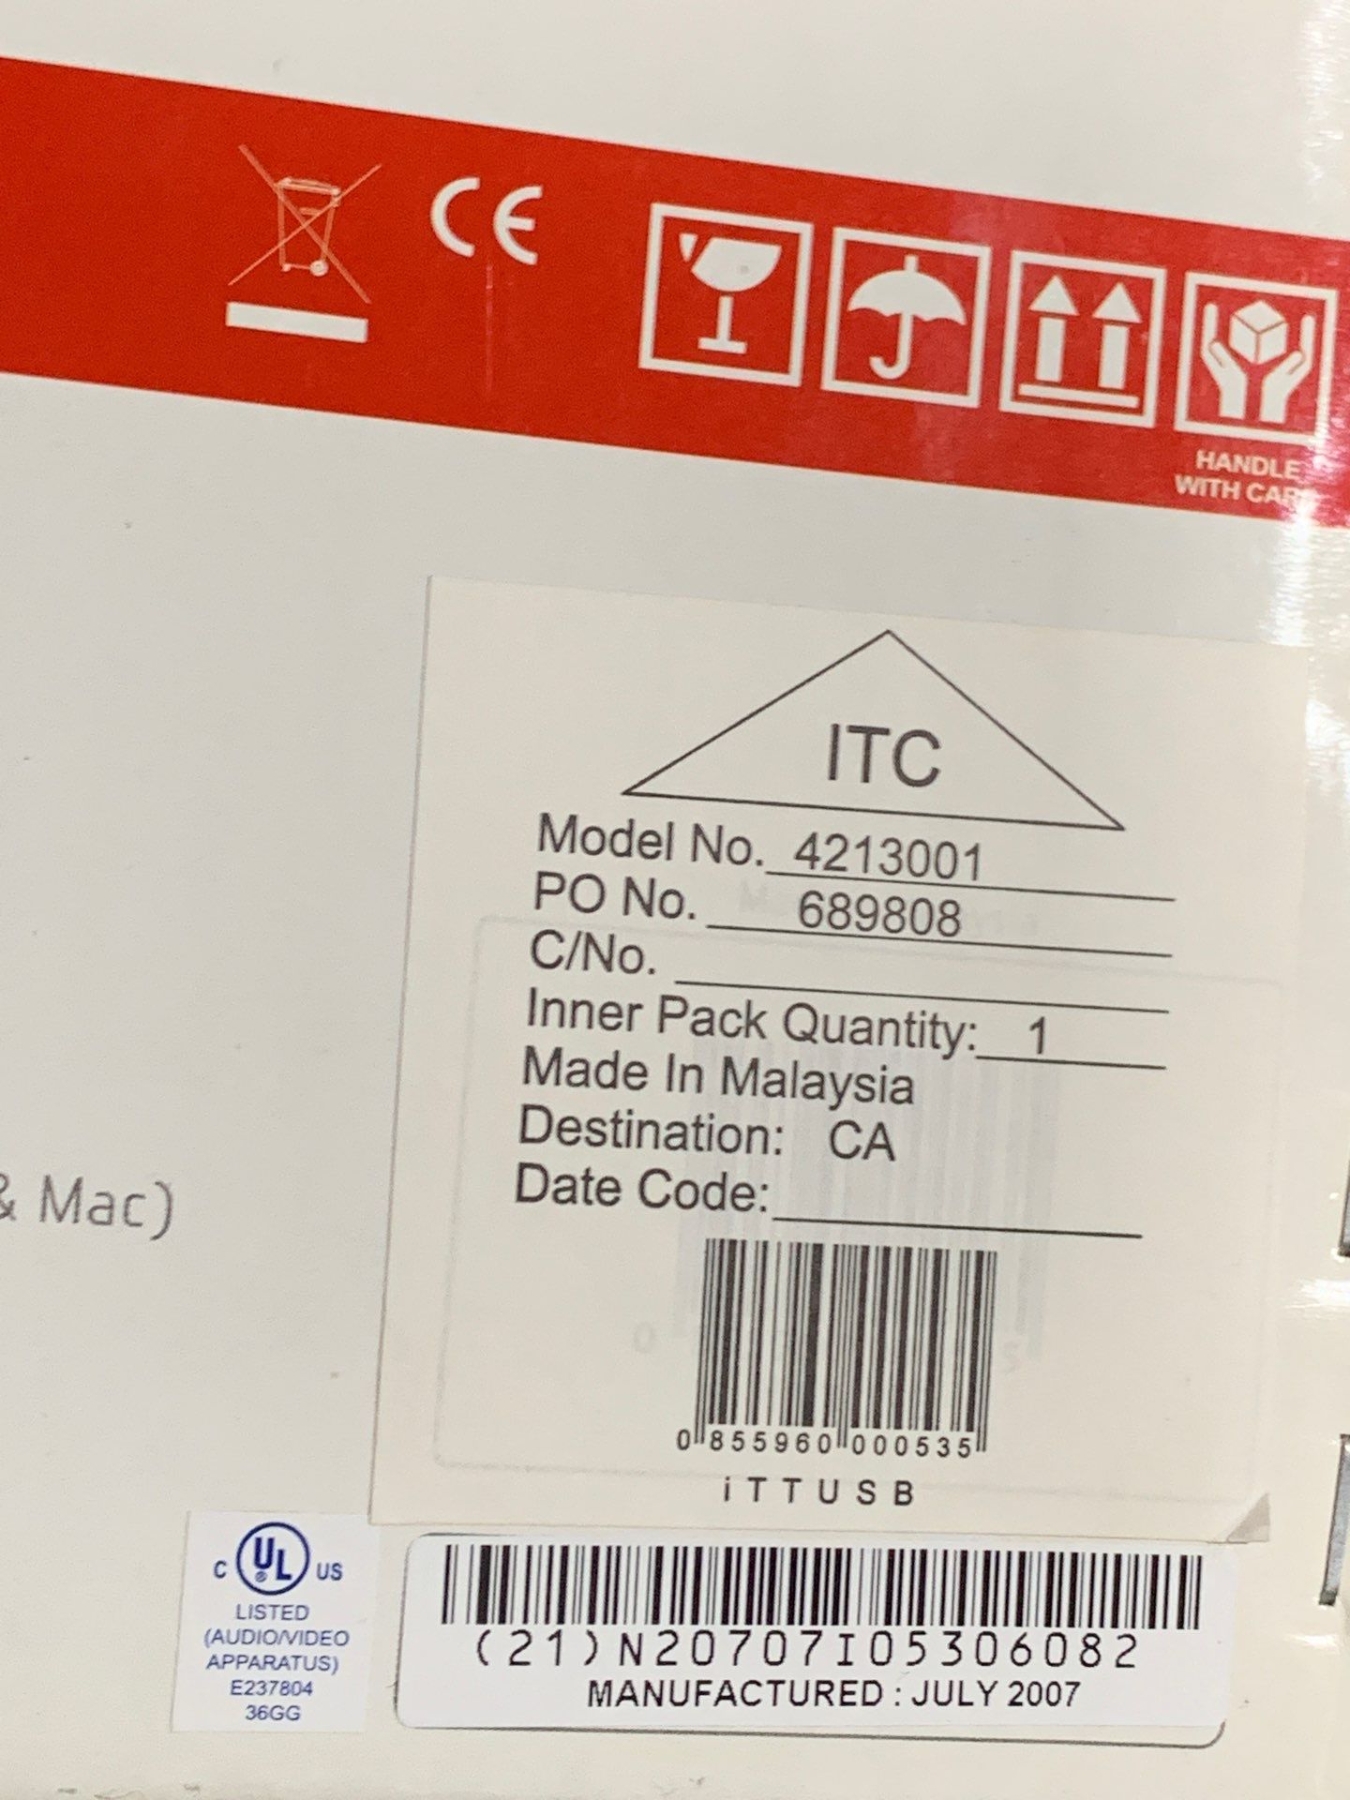 CE
HANDLE
WITH CARE
ITC
Model No. 4213001
PO No. 689808
C/No.
Inner Pack Quantity: 1
Made In Malaysia
Destination: CA
Date Code:
& Mac)
0 855960 000535
iTTUSB
C UL® US
LISTED
(AUDIO/VIDEO
APPARATUS)
E237804
36GG
(21)N20707I05306082
MANUFACTURED : JULY 2007